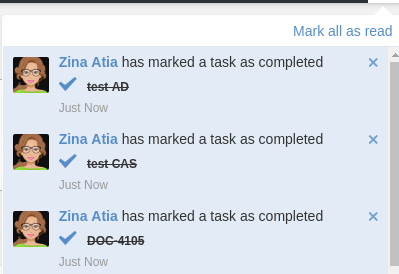 Mark all as read
Zina Atia has marked a task as completed
test AD
Just Now
Zina Atia has marked a task as completed
test CAS
Just Now
Zina Atia has marked a task as completed
DOC-4105
Just Now